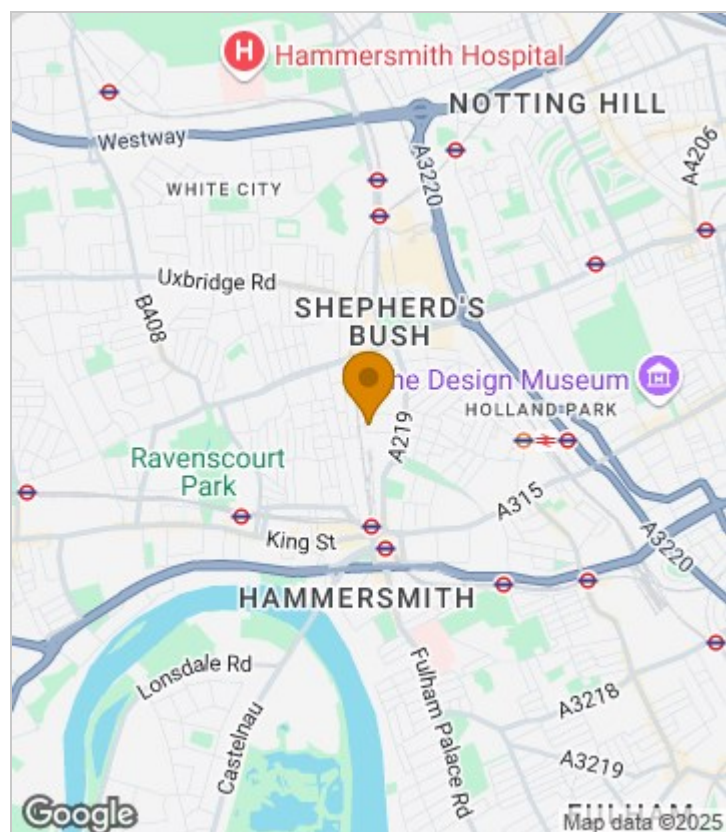 H
Hammersmith Hospital
NOTTING HILL
Westway
A3220
A4206
WHITE CITY
Uxbridge Rd
SHEPHERD'S
BUSH
B408
he Design Museum
HOLLAND PARK
A219
Ravenscourt
Park
A315
King St
A3220
HAMMERSMITH
Lonsdale Rd
Castelnau
Fulham Palace Rd
A3218
A3219
FULHAM
Google
Map data ©2025